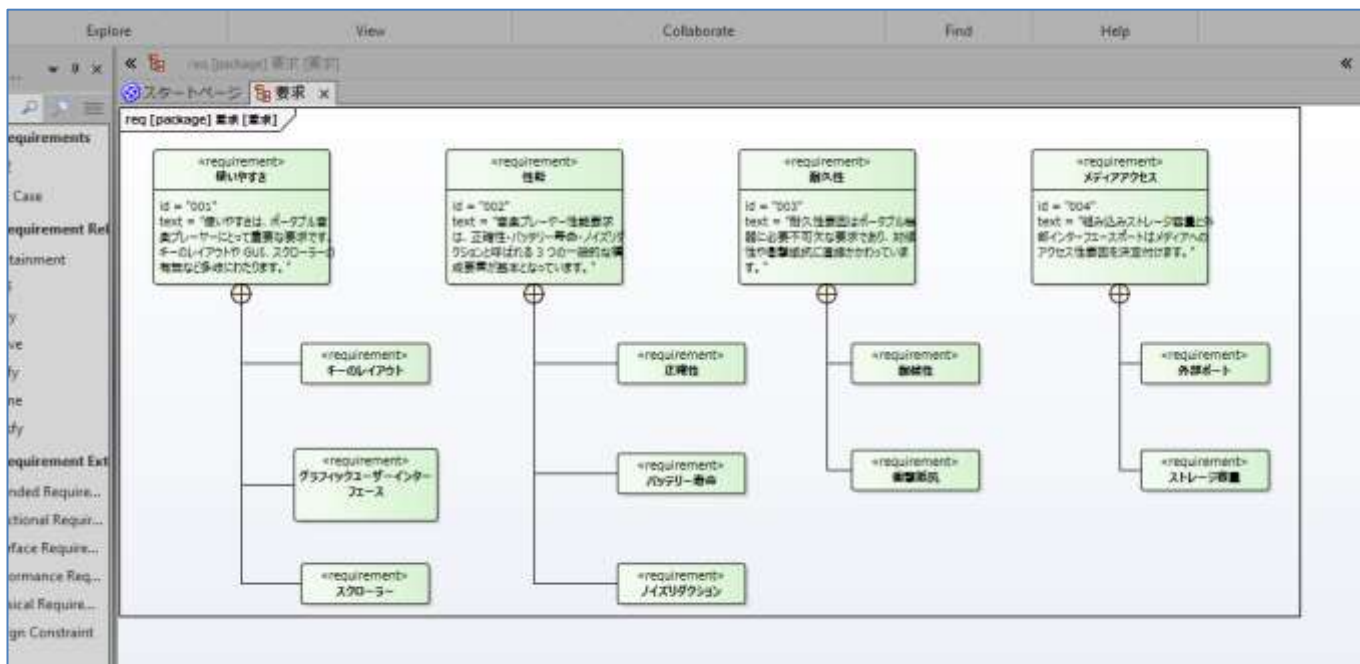 Explore View Collaborate Find Help
req [package] 要求 [要求]
スタートページ 要求
equirements
Case
equirement Rel
tainment
y
ve
fy
ne
sfy
equirement Ext
nded Require...
ctional Requir...
rface Require...
ormance Req...
sical Require...
gn Constraint
req [package] 要求 [要求]
«requirement»
使いやすさ
id = "001"
text = "使いやすさは、ポータブル音
楽プレーヤーにとって重要な要求です。
キーのレイアウトや GUI、スクローラーの
有無など多岐にわたります。"
«requirement»
キーのレイアウト
«requirement»
グラフィックユーザーインター
フェース
«requirement»
スクローラー
«requirement»
性能
id = "002"
text = "音楽プレーヤー性能要求
は、正確性・バッテリー寿命・ノイズリダ
クションと呼ばれる 3 つの一般的な構
成要素が基本となっています。"
«requirement»
正確性
«requirement»
バッテリー寿命
«requirement»
ノイズリダクション
«requirement»
耐久性
id = "003"
text = "耐久性要因はポータブル機
器に必要不可欠な要求であり、
性や衝撃抵抗に直接かかわっていま
す。"
«requirement»
«requirement»
衝撃抵抗
«requirement»
メディアアクセス
id = "004"
text = "組み込みストレージ容量と外
部インターフェースポートはメディアへの
アクセス性要因を決定付けます。"
«requirement»
外部ポート
«requirement»
ストレージ容量